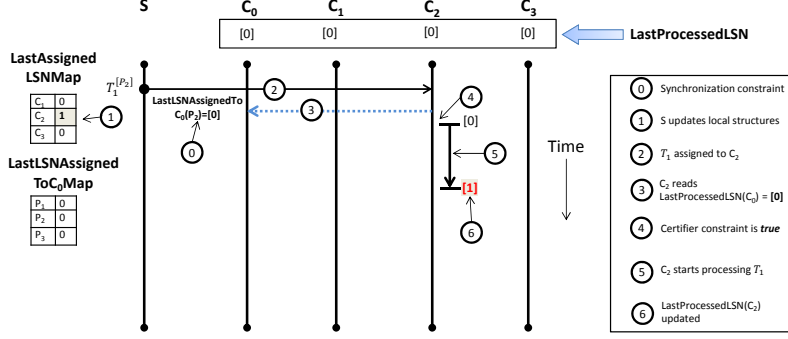 S C0 C1 C2 C3
[0] [0] [0] [0]
LastProcessedLSN
LastAssigned
LSNMap
C1 0
C2 1
C3 0
1
T1[P2]
2
LastLSNAssignedTo
C0(P2)=[0]
0
3
4
[0]
5
[1]
6
LastLSNAssigned
ToC0Map
P1 0
P2 0
P3 0
Time
0 Synchronization constraint
1 S updates local structures
2 T1 assigned to C2
3 C2 reads
LastProcessedLSN(C0) = [0]
4 Certifier constraint is true
5 C2 starts processing T1
6 LastProcessedLSN(C2)
updated